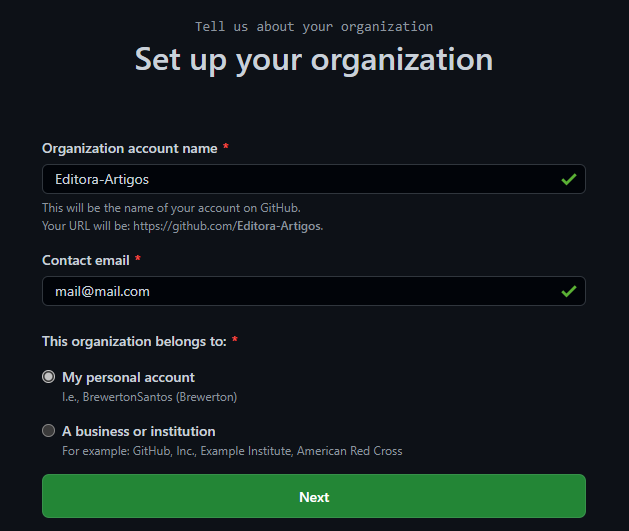 Tell us about your organization
Set up your organization
Organization account name *
Editora-Artigos
This will be the name of your account on GitHub.
Your URL will be: https://github.com/Editora-Artigos.
Contact email *
mail@mail.com
This organization belongs to: *
My personal account
I.e., BrewertonSantos (Brewerton)
A business or institution
For example: GitHub, Inc., Example Institute, American Red Cross
Next